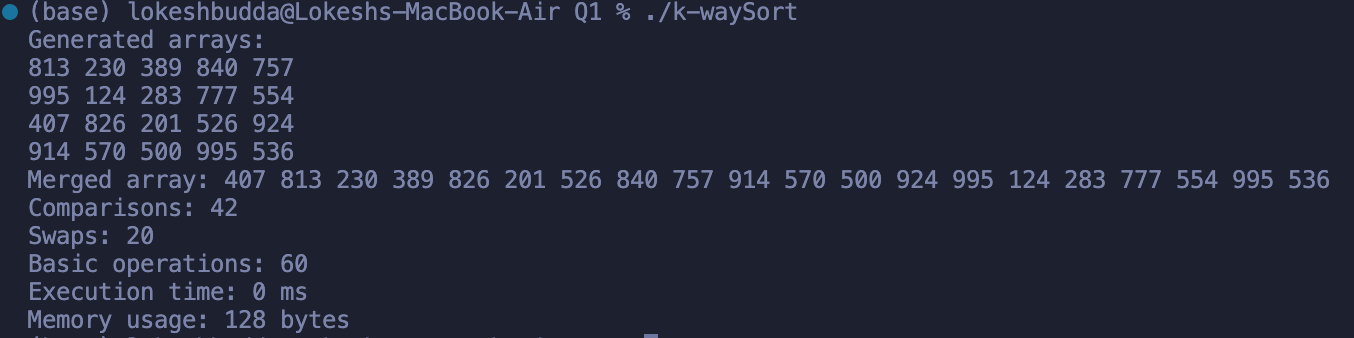 (base) lokeshbudda@Lokeshs-MacBook-Air Q1 % ./k-waySort
Generated arrays:
813 230 389 840 757
995 124 283 777 554
407 826 201 526 924
914 570 500 995 536
Merged array: 407 813 230 389 826 201 526 840 757 914 570 500 924 995 124 283 777 554 995 536
Comparisons: 42
Swaps: 20
Basic operations: 60
Execution time: 0 ms
Memory usage: 128 bytes